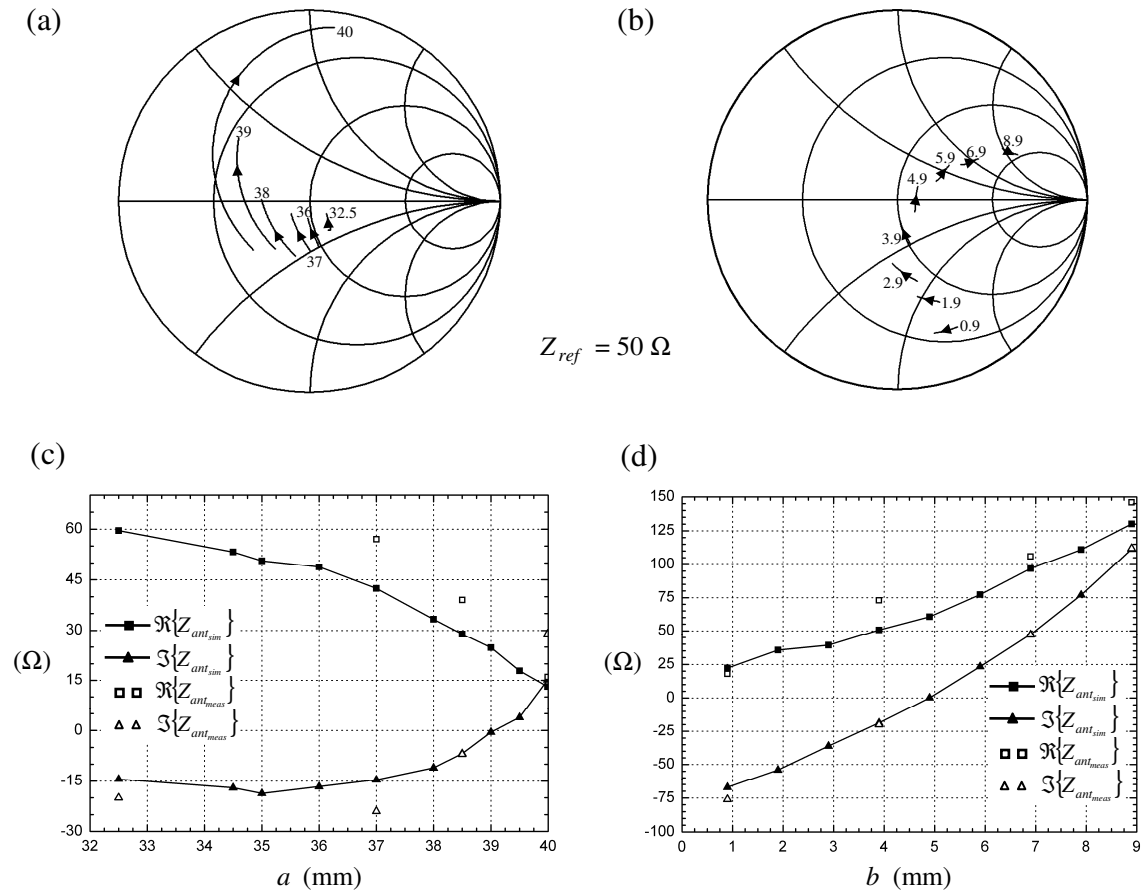 (a)
(b)
40
39
38
36
32.5
37
8.9
6.9
5.9
4.9
3.9
2.9
1.9
0.9
Z_ref = 50 Ω
(c)
(d)
60
45
30
15
0
-15
-30
(Ω)
ℜ{Z_ant_sim}
ℑ{Z_ant_sim}
ℜ{Z_ant_meas}
ℑ{Z_ant_meas}
32 33 34 35 36 37 38 39 40
a (mm)
150
125
100
75
50
25
0
-25
-50
-75
-100
(Ω)
ℜ{Z_ant_sim}
ℑ{Z_ant_sim}
ℜ{Z_ant_meas}
ℑ{Z_ant_meas}
0 1 2 3 4 5 6 7 8 9
b (mm)